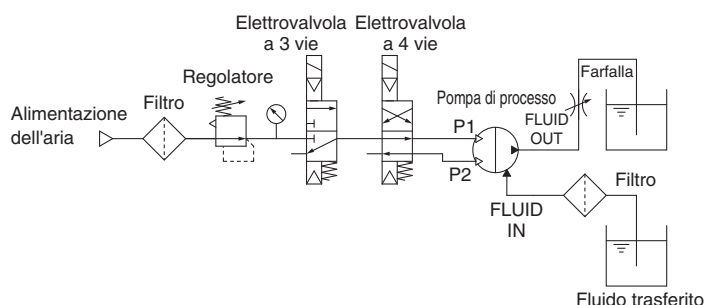 Elettrovalvola
a 3 vie
Elettrovalvola
a 4 vie
Regolatore
Filtro
Alimentazione
dell'aria
Pompa di processo
Farfalla
FLUID
OUT
P1
P2
FLUID
IN
Filtro
Fluido trasferito